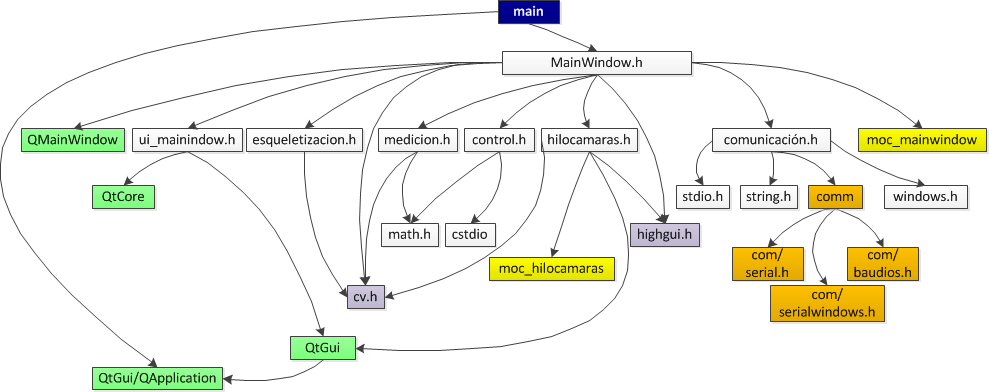 main
MainWindow.h
QMainWindow
ui_mainindow.h
esqueletizacion.h
medicion.h
control.h
hilocamaras.h
comunicación.h
moc_mainwindow
QtCore
stdio.h
string.h
comm
windows.h
math.h
cstdio
highgui.h
moc_hilocamaras
com/
serial.h
com/
baudios.h
cv.h
com/
serialwindows.h
QtGui
QtGui/QApplication